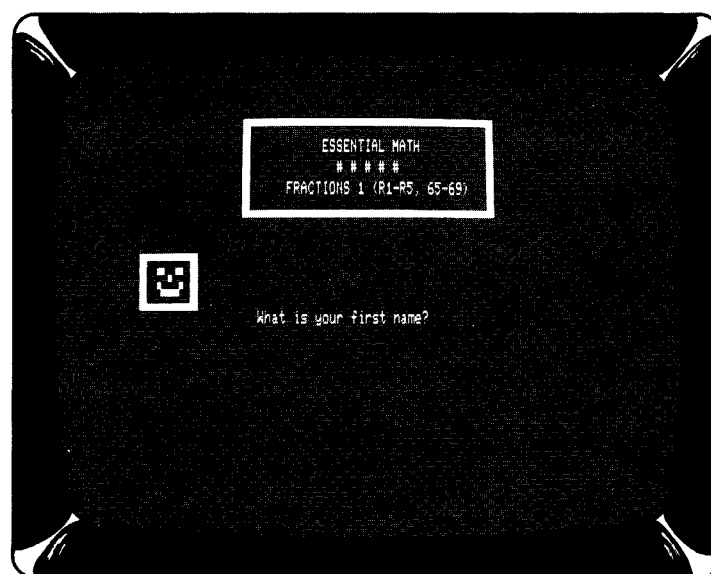 ESSENTIAL MATH
# # # # #
FRACTIONS 1 (R1-R5, 65-69)
What is your first name?